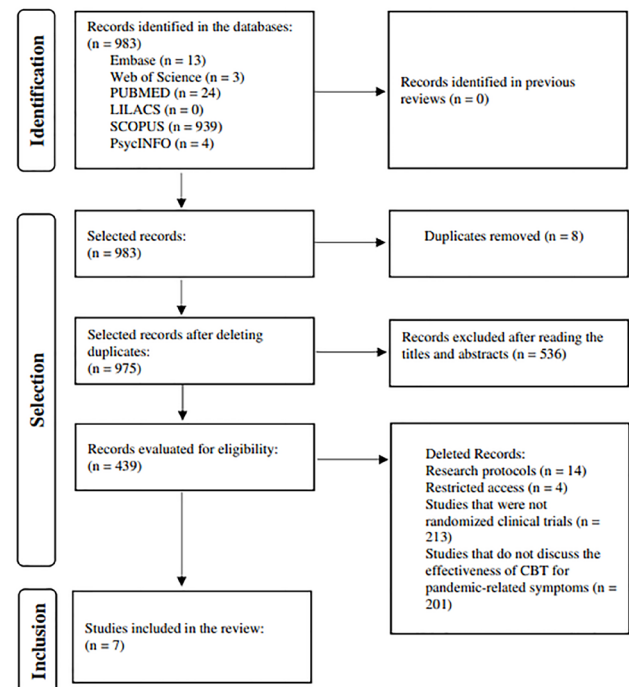 Identification
Records identified in the databases:
(n = 983)
Embase (n = 13)
Web of Science (n = 3)
PUBMED (n = 24)
LILACS (n = 0)
SCOPUS (n = 939)
PsycINFO (n = 4)
Records identified in previous
reviews (n = 0)
Selection
Selected records:
(n = 983)
Duplicates removed (n = 8)
Selected records after deleting
duplicates:
(n = 975)
Records excluded after reading the
titles and abstracts (n = 536)
Records evaluated for eligibility:
(n = 439)
Deleted Records:
Research protocols (n = 14)
Restricted access (n = 4)
Studies that were not
randomized clinical trials (n =
213)
Studies that do not discuss the
effectiveness of CBT for
pandemic-related symptoms (n =
201)
Inclusion
Studies included in the review:
(n = 7)